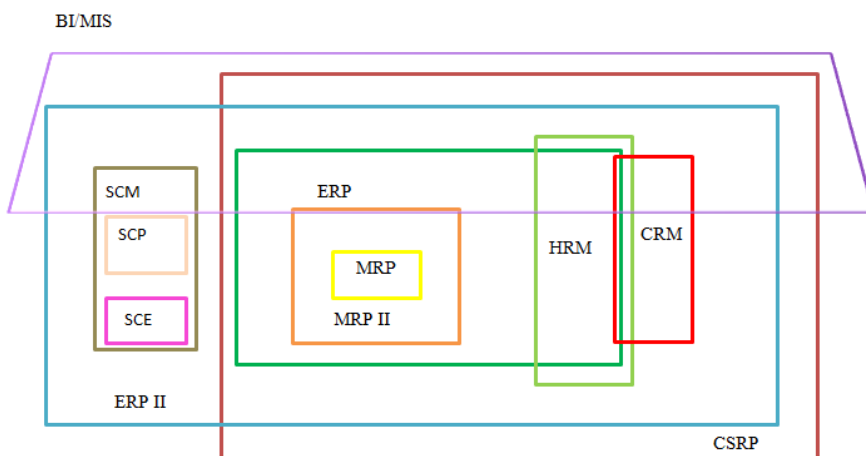 BI/MIS
SCM
ERP
SCP
HRM
CRM
MRP
SCE
MRP II
ERP II
CSRP